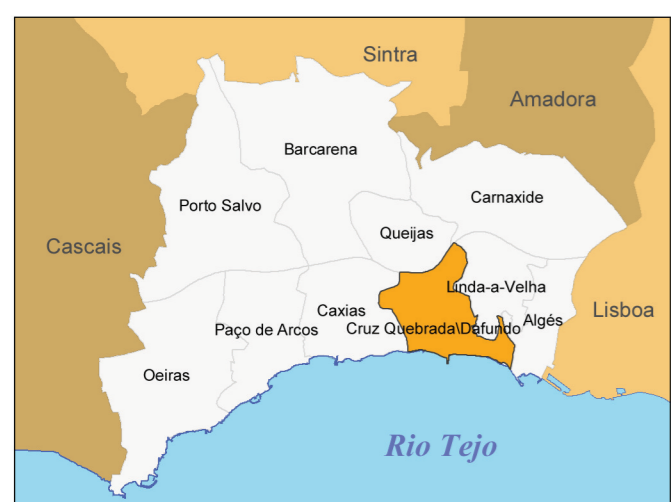 Sintra
Amadora
Barcarena
Carnaxide
Porto Salvo
Queijas
Cascais
Linda-a-Velha
Caxias
Lisboa
Algés
Paço de Arcos
Cruz Quebrada\Dafundo
Oeiras
Rio Tejo